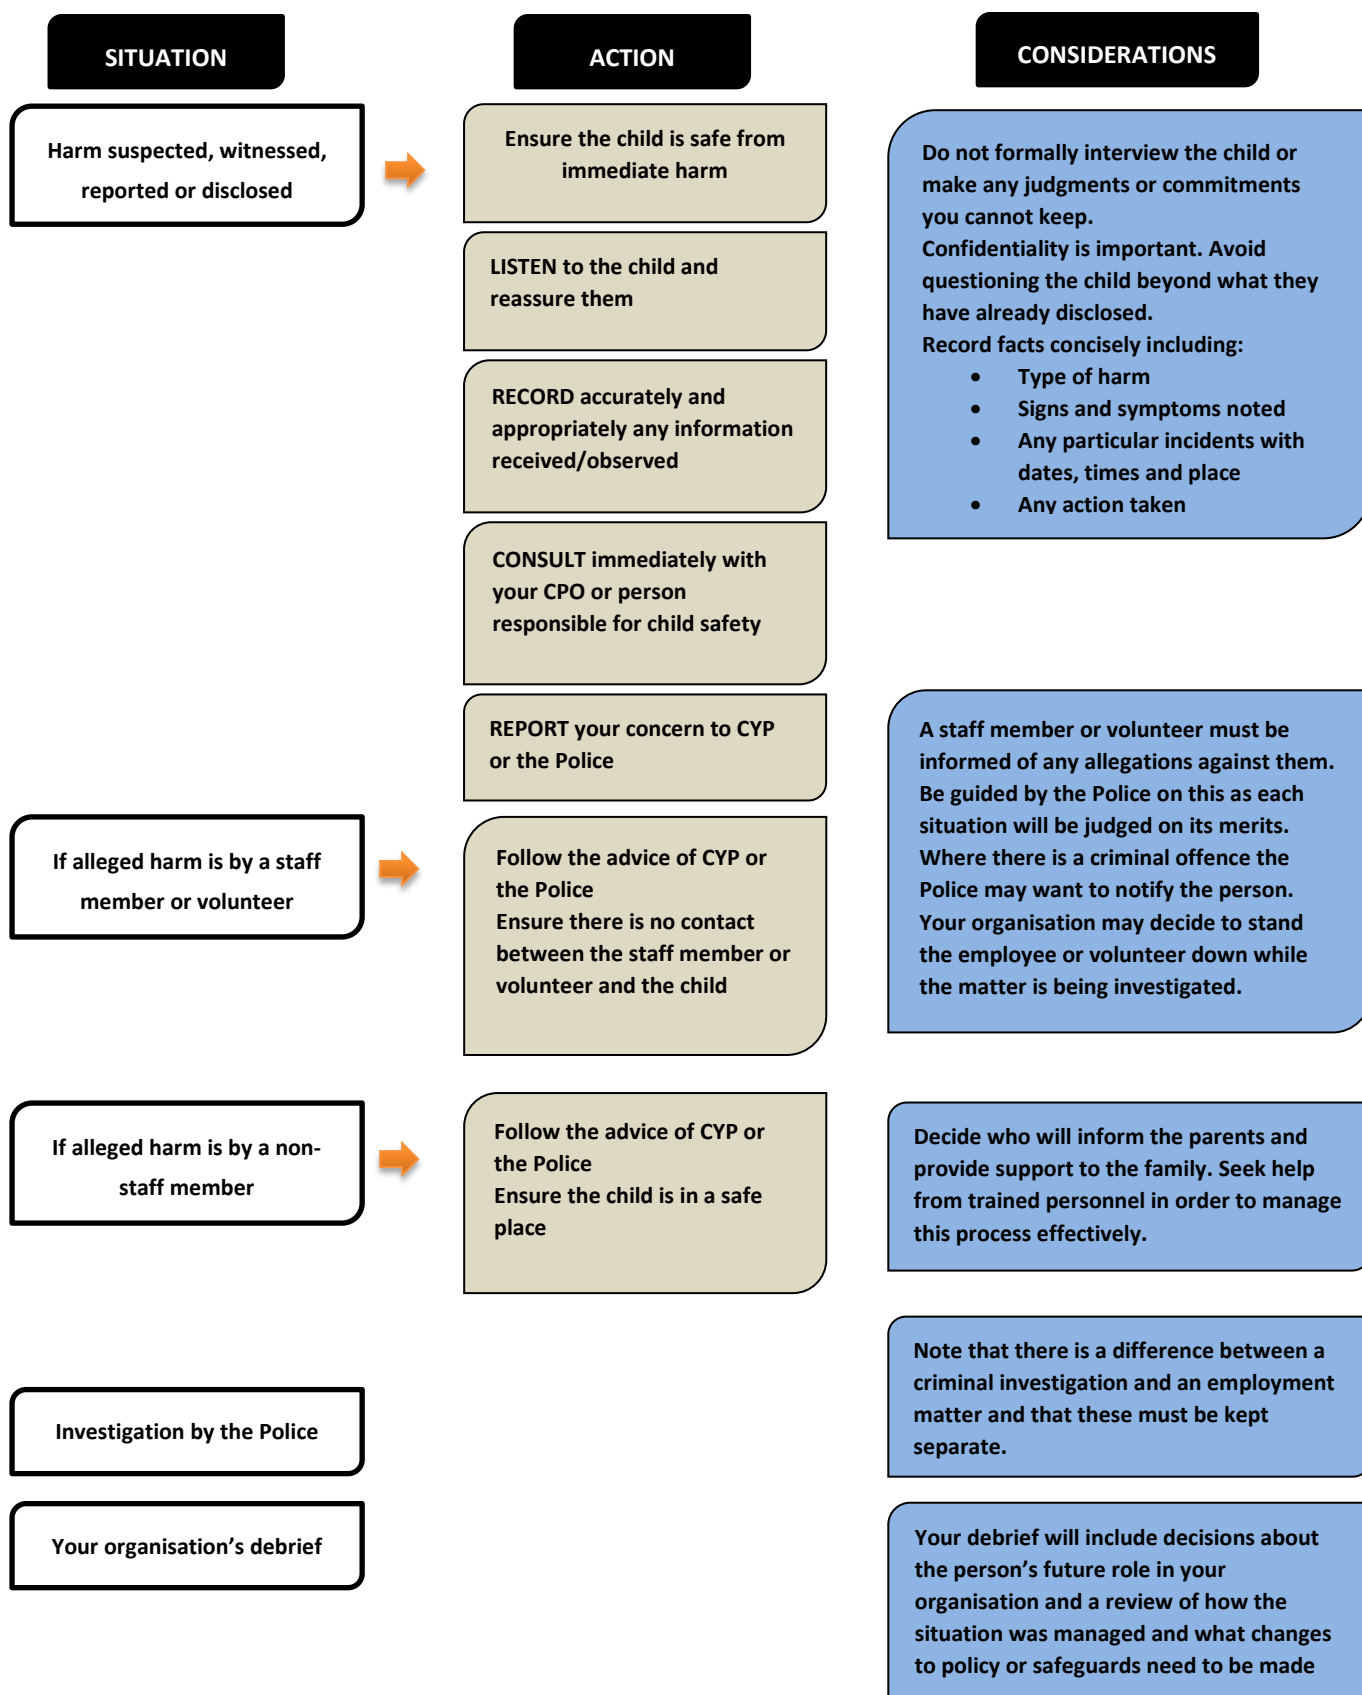 SITUATION
ACTION
CONSIDERATIONS
Harm suspected, witnessed,
reported or disclosed
Ensure the child is safe from
immediate harm
LISTEN to the child and
reassure them
RECORD accurately and
appropriately any information
received/observed
CONSULT immediately with
your CPO or person
responsible for child safety
REPORT your concern to CYP
or the Police
Do not formally interview the child or
make any judgments or commitments
you cannot keep.
Confidentiality is important. Avoid
questioning the child beyond what they
have already disclosed.
Record facts concisely including:
• Type of harm
• Signs and symptoms noted
• Any particular incidents with
dates, times and place
• Any action taken
If alleged harm is by a staff
member or volunteer
Follow the advice of CYP or
the Police
Ensure there is no contact
between the staff member or
volunteer and the child
A staff member or volunteer must be
informed of any allegations against them.
Be guided by the Police on this as each
situation will be judged on its merits.
Where there is a criminal offence the
Police may want to notify the person.
Your organisation may decide to stand
the employee or volunteer down while
the matter is being investigated.
If alleged harm is by a non-
staff member
Follow the advice of CYP or
the Police
Ensure the child is in a safe
place
Decide who will inform the parents and
provide support to the family. Seek help
from trained personnel in order to manage
this process effectively.
Investigation by the Police
Note that there is a difference between a
criminal investigation and an employment
matter and that these must be kept
separate.
Your organisation’s debrief
Your debrief will include decisions about
the person’s future role in your
organisation and a review of how the
situation was managed and what changes
to policy or safeguards need to be made